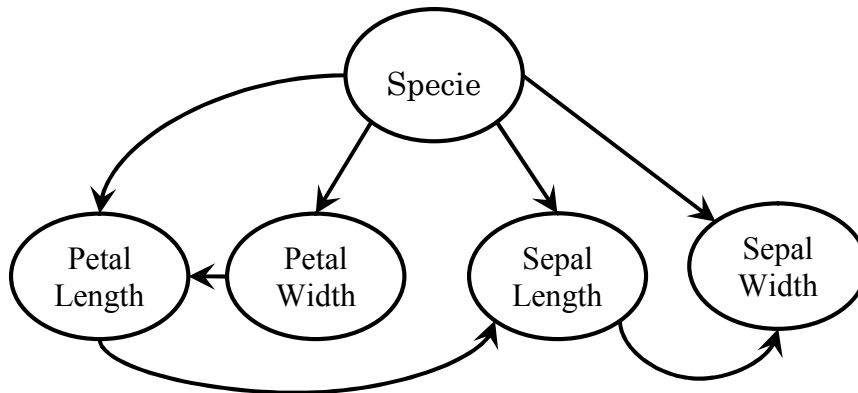 Specie
Petal
Length
Petal
Width
Sepal
Length
Sepal
Width